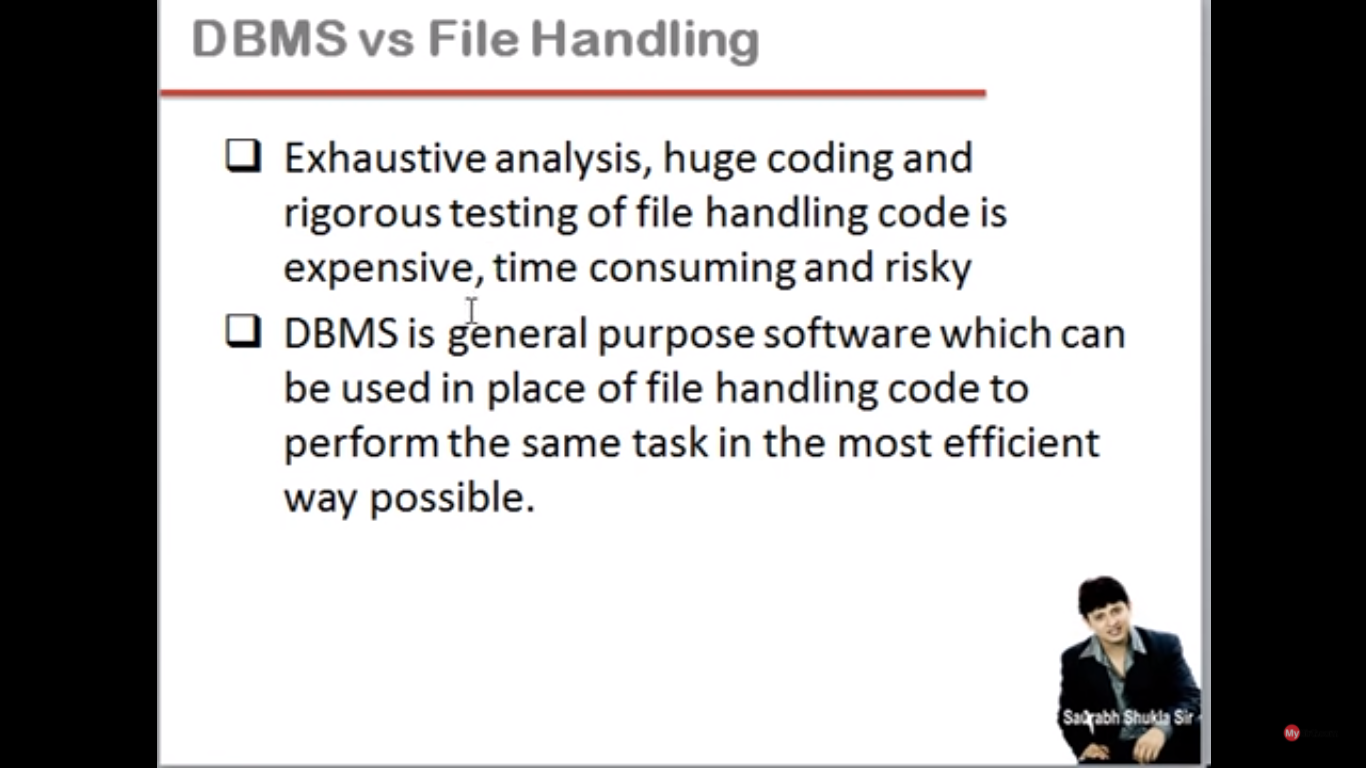 DBMS vs File Handling
Exhaustive analysis, huge coding and
rigorous testing of file handling code is
expensive, time consuming and risky
DBMS is general purpose software which can
be used in place of file handling code to
perform the same task in the most efficient
way possible.
Saurabh Shukla Sir
My